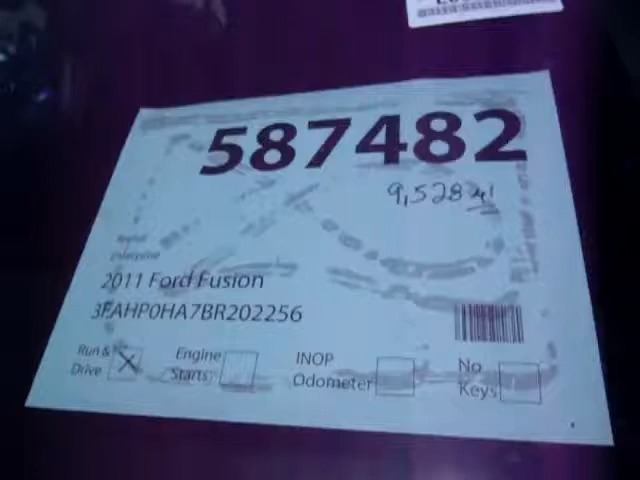 587482
9,528
2011 Ford Fusion
3FAHP0HA7BR202256
Run & Drive
Engine Starts:
INOP Odometer
No Keys